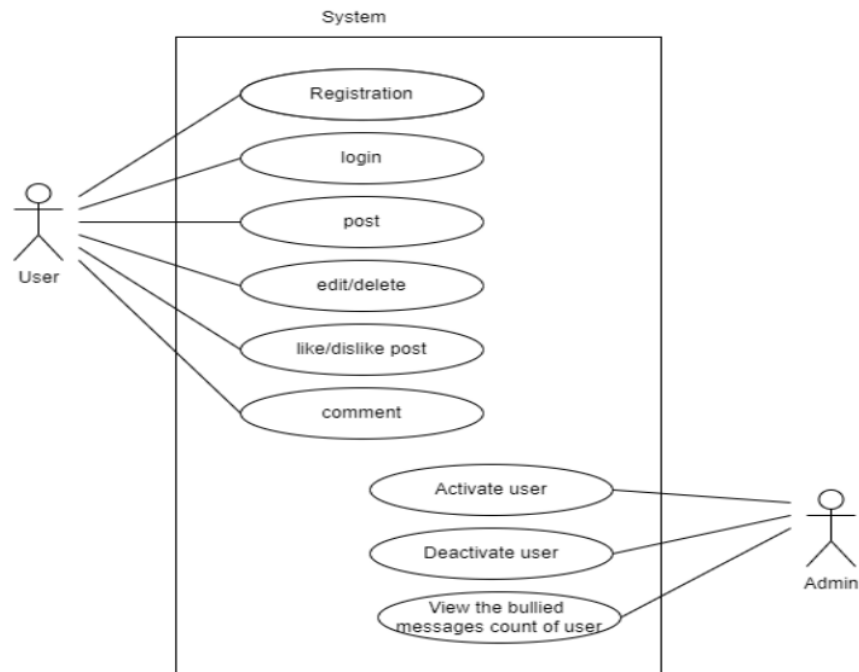 System
Registration
login
post
edit/delete
like/dislike post
comment
User
Activate user
Deactivate user
View the bullied
messages count of user
Admin